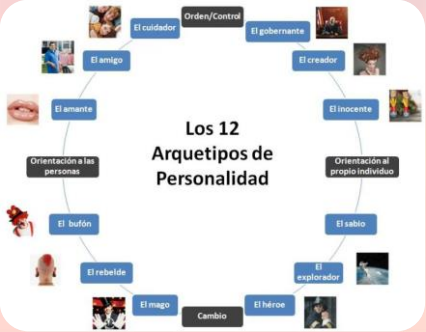 Orden/Control
El cuidador
El gobernante
El amigo
El creador
El amante
El inocente
Los 12
Arquetipos de
Personalidad
Orientación a las
personas
Orientación al
propio individuo
El bufón
El sabio
El rebelde
El
explorador
El mago
El héroe
Cambio